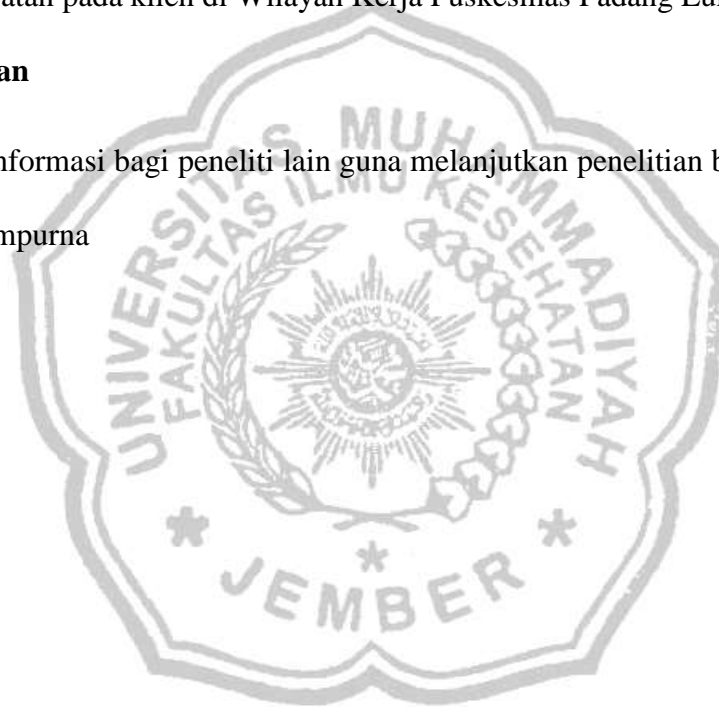 atan pada klien di Wilayah Kerja Puskesmas Padang
an
nformasi bagi peneliti lain guna melanjutkan penelitian b
mpurna
UNIVERSITAS MUHAMMADIYAH
FAKULTAS ILMU KESEHATAN
* JEMBER *
*